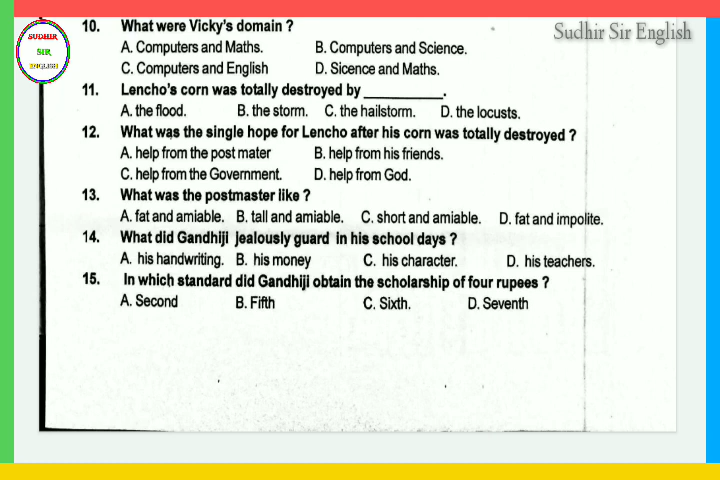 SUDHIR
SIR
ENGLISH
Sudhir Sir English
10. What were Vicky's domain ?
A. Computers and Maths. B. Computers and Science.
C. Computers and English D. Sicence and Maths.
11. Lencho's corn was totally destroyed by ___________.
A. the flood. B. the storm. C. the hailstorm. D. the locusts.
12. What was the single hope for Lencho after his corn was totally destroyed ?
A. help from the post mater B. help from his friends.
C. help from the Government. D. help from God.
13. What was the postmaster like ?
A. fat and amiable. B. tall and amiable. C. short and amiable. D. fat and impolite.
14. What did Gandhiji jealously guard in his school days ?
A. his handwriting. B. his money C. his character. D. his teachers.
15. In which standard did Gandhiji obtain the scholarship of four rupees ?
A. Second B. Fifth C. Sixth. D. Seventh